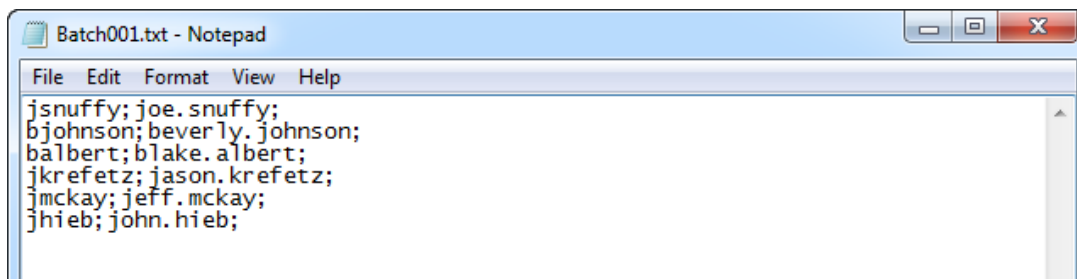 Batch001.txt - Notepad
File Edit Format View Help
jsnuffy;joe.snuffy;
bjohnson;beverly.johnson;
balbert;blake.albert;
jkrefetz;jason.krefetz;
jmckay;jeff.mckay;
jhieb;john.hieb;